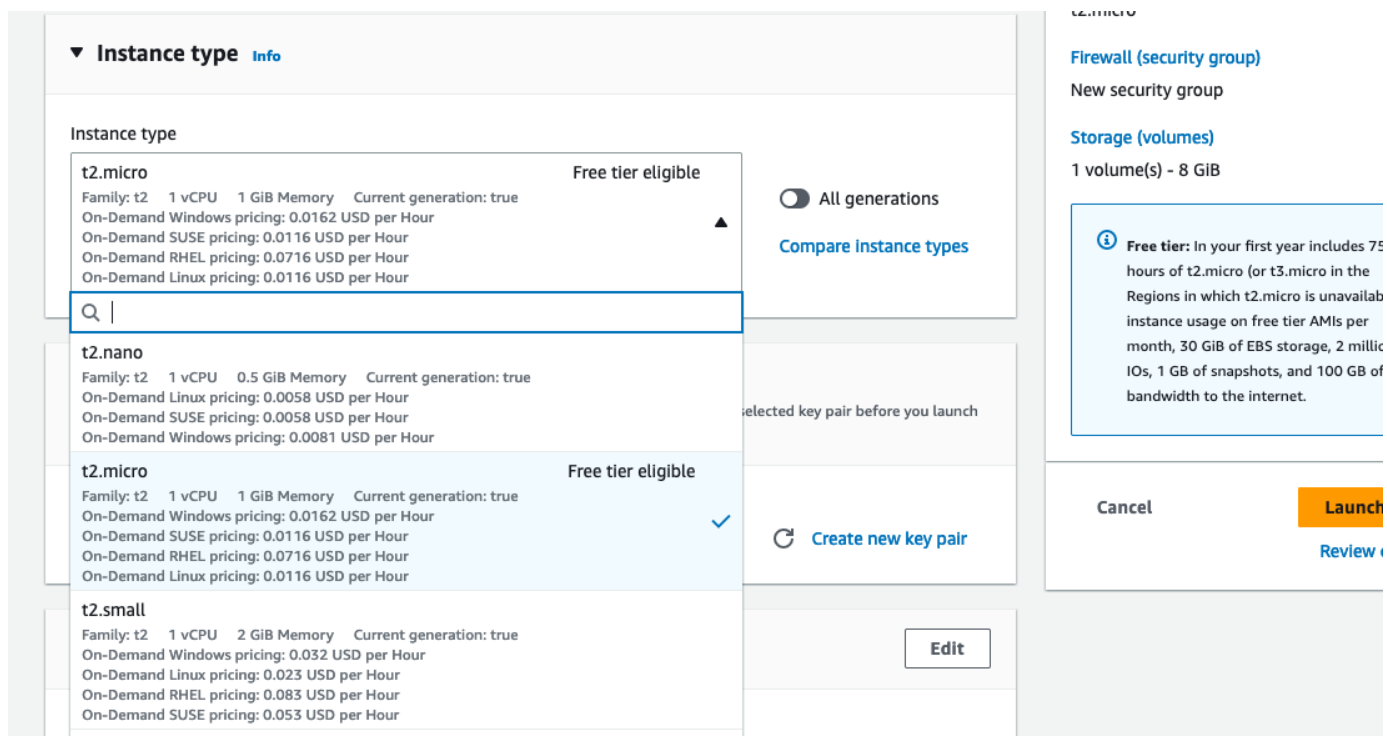 Instance type Info
Instance type
t2.micro Free tier eligible
Family: t2 1 vCPU 1 GiB Memory Current generation: true
On-Demand Windows pricing: 0.0162 USD per Hour
On-Demand SUSE pricing: 0.0116 USD per Hour
On-Demand RHEL pricing: 0.0716 USD per Hour
On-Demand Linux pricing: 0.0116 USD per Hour
All generations
Compare instance types
t2.nano
Family: t2 1 vCPU 0.5 GiB Memory Current generation: true
On-Demand Linux pricing: 0.0058 USD per Hour
On-Demand SUSE pricing: 0.0058 USD per Hour
On-Demand Windows pricing: 0.0081 USD per Hour
selected key pair before you launch
t2.micro Free tier eligible
Family: t2 1 vCPU 1 GiB Memory Current generation: true
On-Demand Windows pricing: 0.0162 USD per Hour
On-Demand SUSE pricing: 0.0116 USD per Hour
On-Demand RHEL pricing: 0.0716 USD per Hour
On-Demand Linux pricing: 0.0116 USD per Hour
Create new key pair
t2.small
Family: t2 1 vCPU 2 GiB Memory Current generation: true
On-Demand Windows pricing: 0.032 USD per Hour
On-Demand Linux pricing: 0.023 USD per Hour
On-Demand RHEL pricing: 0.083 USD per Hour
On-Demand SUSE pricing: 0.053 USD per Hour
Edit
t2.micro
Firewall (security group)
New security group
Storage (volumes)
1 volume(s) - 8 GiB
Free tier: In your first year includes 75
hours of t2.micro (or t3.micro in the
Regions in which t2.micro is unavailab
instance usage on free tier AMIs per
month, 30 GiB of EBS storage, 2 millio
IOs, 1 GB of snapshots, and 100 GB of
bandwidth to the internet.
Cancel
Launch
Review